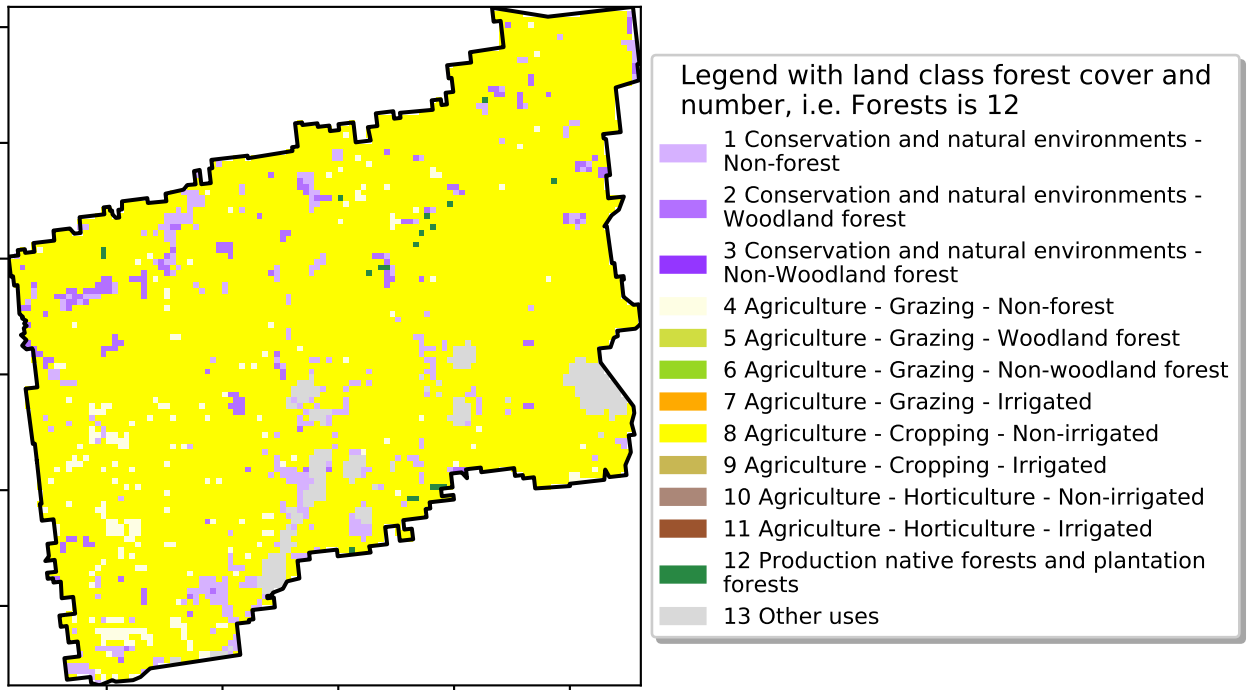 Legend with land class forest cover and
number, i.e. Forests is 12
1 Conservation and natural environments -
Non-forest
2 Conservation and natural environments -
Woodland forest
3 Conservation and natural environments -
Non-Woodland forest
4 Agriculture - Grazing - Non-forest
5 Agriculture - Grazing - Woodland forest
6 Agriculture - Grazing - Non-woodland forest
7 Agriculture - Grazing - Irrigated
8 Agriculture - Cropping - Non-irrigated
9 Agriculture - Cropping - Irrigated
10 Agriculture - Horticulture - Non-irrigated
11 Agriculture - Horticulture - Irrigated
12 Production native forests and plantation
forests
13 Other uses